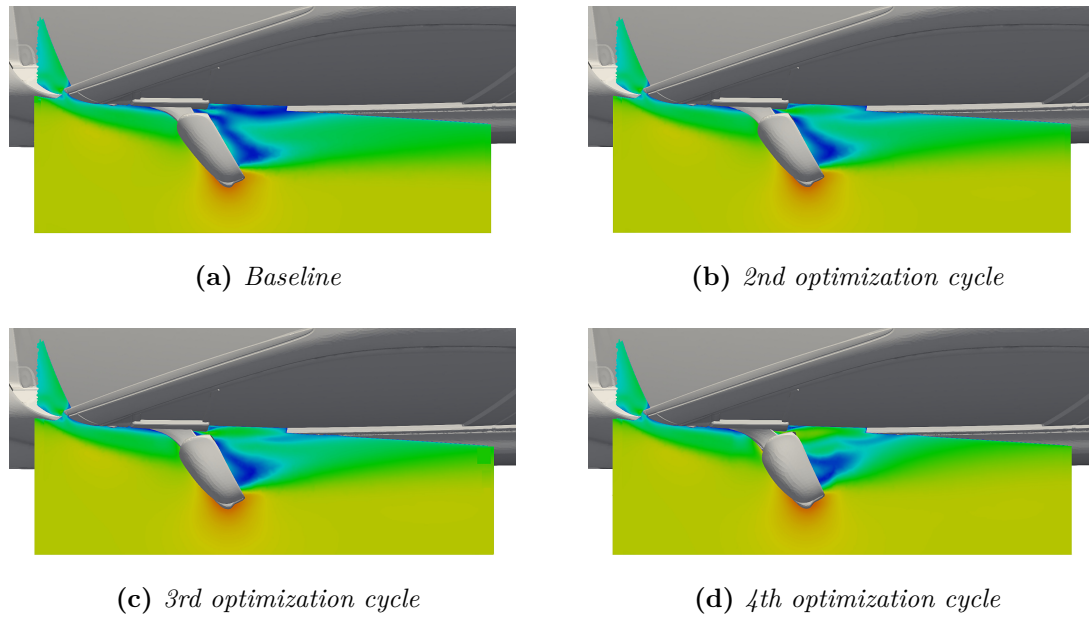 (a) Baseline
(b) 2nd optimization cycle
(c) 3rd optimization cycle
(d) 4th optimization cycle